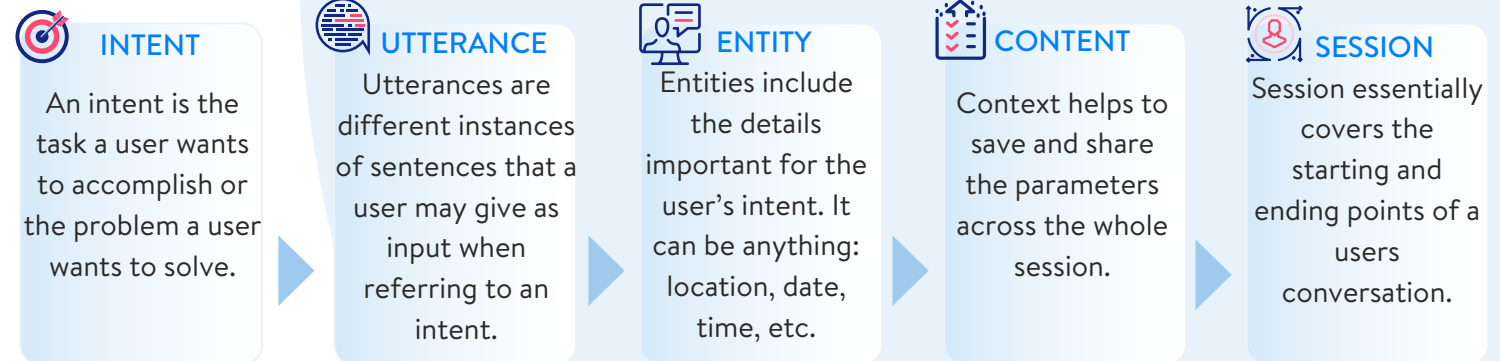 INTENT
An intent is the
task a user wants
to accomplish or
the problem a user
wants to solve.
UTTERANCE
Utterances are
different instances
of sentences that a
user may give as
input when
referring to an
intent.
ENTITY
Entities include
the details
important for the
user’s intent. It
can be anything:
location, date,
time, etc.
CONTENT
Context helps to
save and share
the parameters
across the whole
session.
SESSION
Session essentially
covers the
starting and
ending points of a
users
conversation.